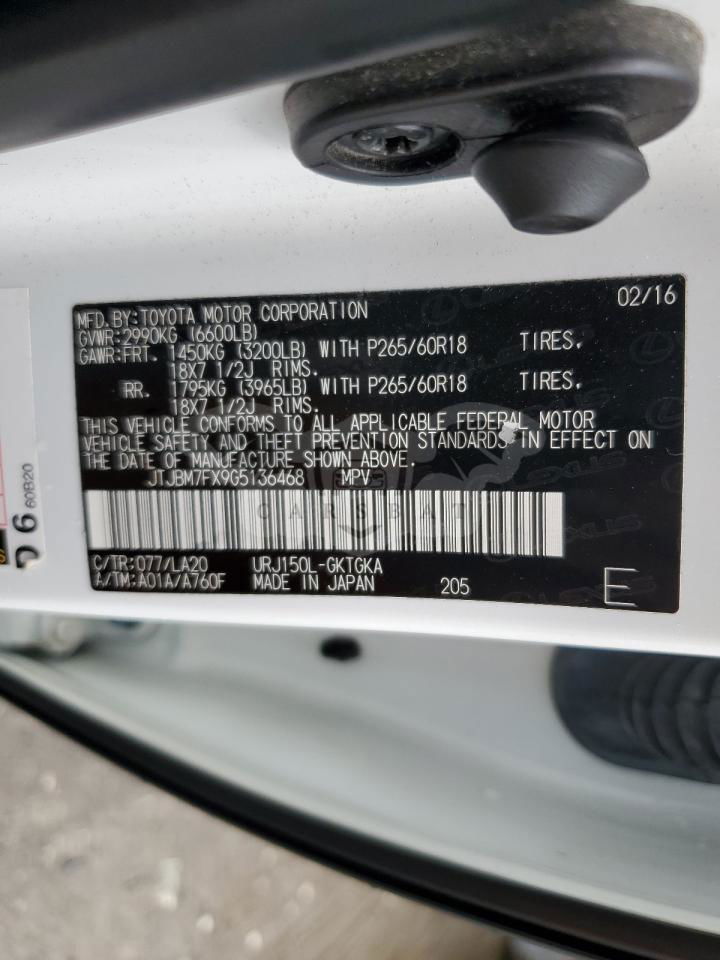 MFD. BY: TOYOTA MOTOR CORPORATION 02/16
GVWR: 2990KG (6600LB)
GAWR: FRT. 1450KG (3200LB) WITH P265/60R18 TIRES.
18X7 1/2J RIMS.
RR. 1795KG (3965LB) WITH P265/60R18 TIRES.
18X7 1/2J RIMS.
THIS VEHICLE CONFORMS TO ALL APPLICABLE FEDERAL MOTOR
VEHICLE SAFETY AND THEFT PREVENTION STANDARDS IN EFFECT ON
THE DATE OF MANUFACTURE SHOWN ABOVE.
JTJBM7FX9G5136468 MPV
CARSBAT
C/TR: 077/LA20 URJ150L-GKTGKA
A/TM: A01A/A760F MADE IN JAPAN 205 E
LEXUS
60B20